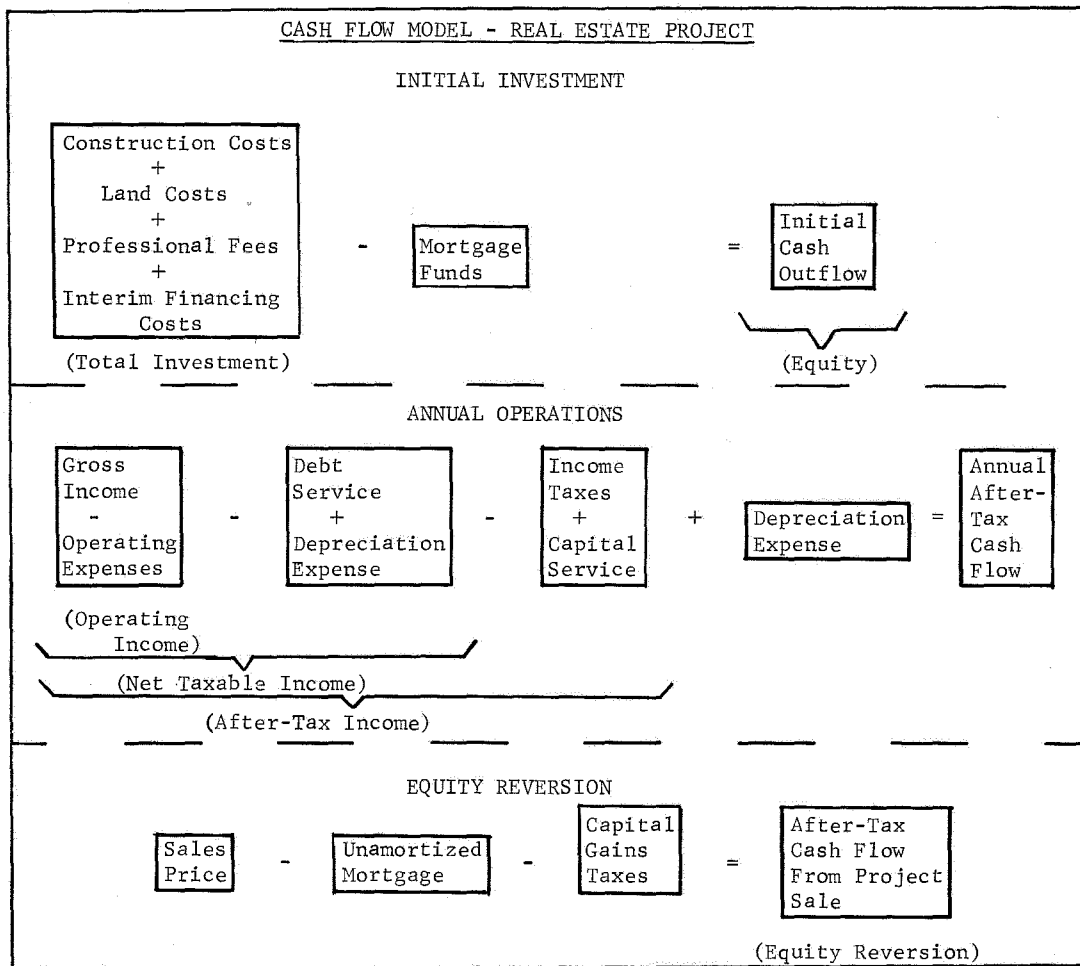 CASH FLOW MODEL - REAL ESTATE PROJECT
INITIAL INVESTMENT
Construction Costs
+
Land Costs
+
Professional Fees
+
Interim Financing
Costs
(Total Investment)
-
Mortgage
Funds
=
Initial
Cash
Outflow
(Equity)
ANNUAL OPERATIONS
Gross
Income
-
Operating
Expenses
(Operating
Income)
-
Debt
Service
+
Depreciation
Expense
(Net Taxable Income)
-
Income
Taxes
+
Capital
Service
(After-Tax Income)
+
Depreciation
Expense
=
Annual
After-
Tax
Cash
Flow
EQUITY REVERSION
Sales
Price
-
Unamortized
Mortgage
-
Capital
Gains
Taxes
=
After-Tax
Cash Flow
From Project
Sale
(Equity Reversion)